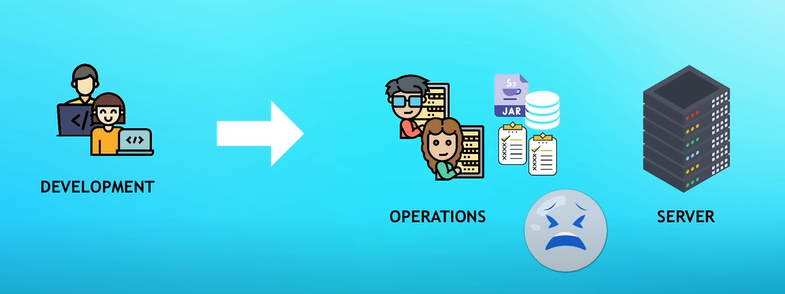 </>
</>
DEVELOPMENT
JAR
OPERATIONS
SERVER